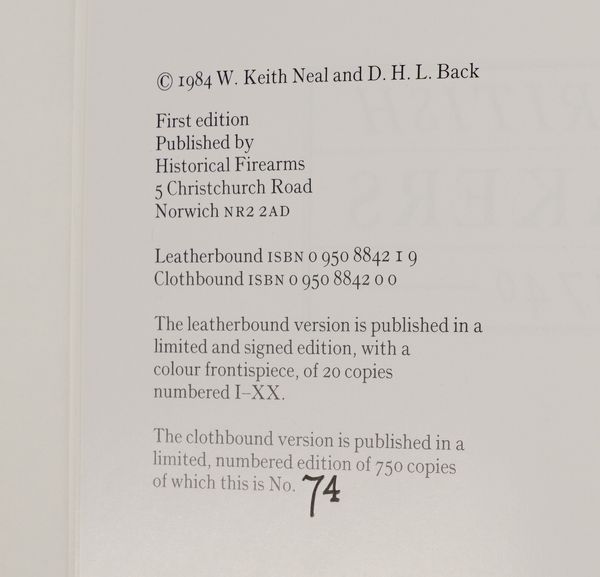 © 1984 W. Keith Neal and D. H. L. Back
First edition
Published by
Historical Firearms
5 Christchurch Road
Norwich NR2 2AD
Leatherbound ISBN 0 950 8842 1 9
Clothbound ISBN 0 950 8842 0 0
The leatherbound version is published in a
limited and signed edition, with a
colour frontispiece, of 20 copies
numbered I–XX.
The clothbound version is published in a
limited, numbered edition of 750 copies
of which this is No. 74